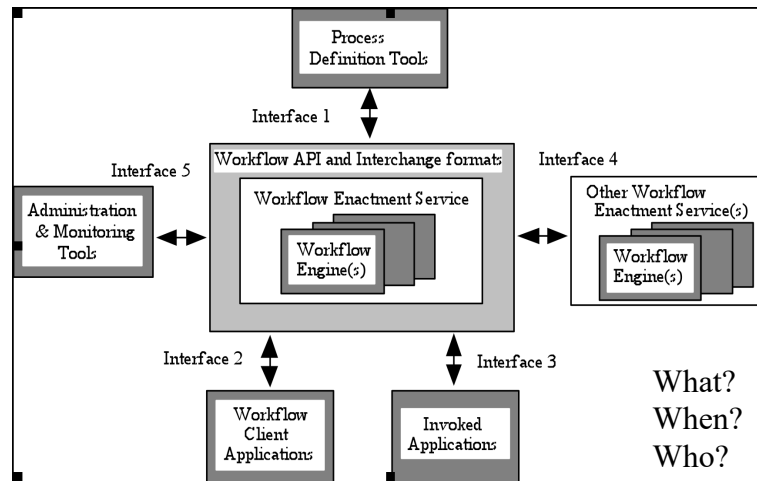 Process
Definition Tools
Interface 1
Workflow API and Interchange formats
Interface 5
Interface 4
Administration
& Monitoring
Tools
Workflow Enactment Service
Workflow
Engine(s)
Other Workflow
Enactment Service(s)
Workflow
Engine(s)
Interface 2
Interface 3
Workflow
Client
Applications
Invoked
Applications
What?
When?
Who?